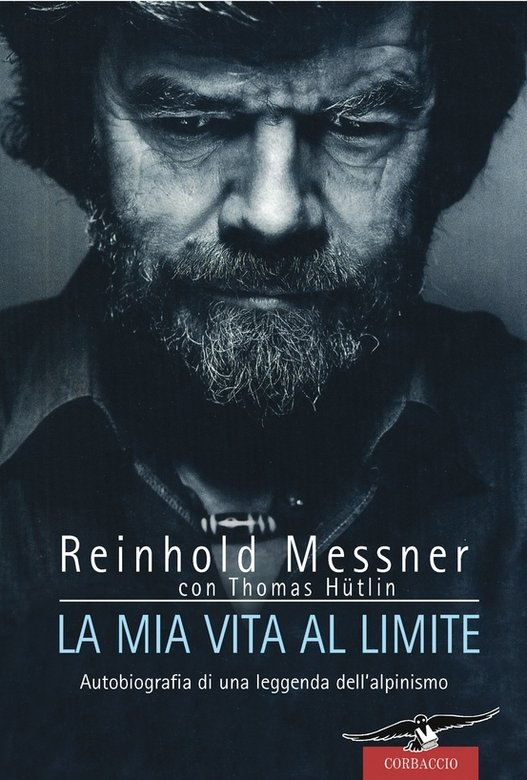 Reinhold Messner
con Thomas Hütlin
LA MIA VITA AL LIMITE
Autobiografia di una leggenda dell'alpinismo
CORBACCIO